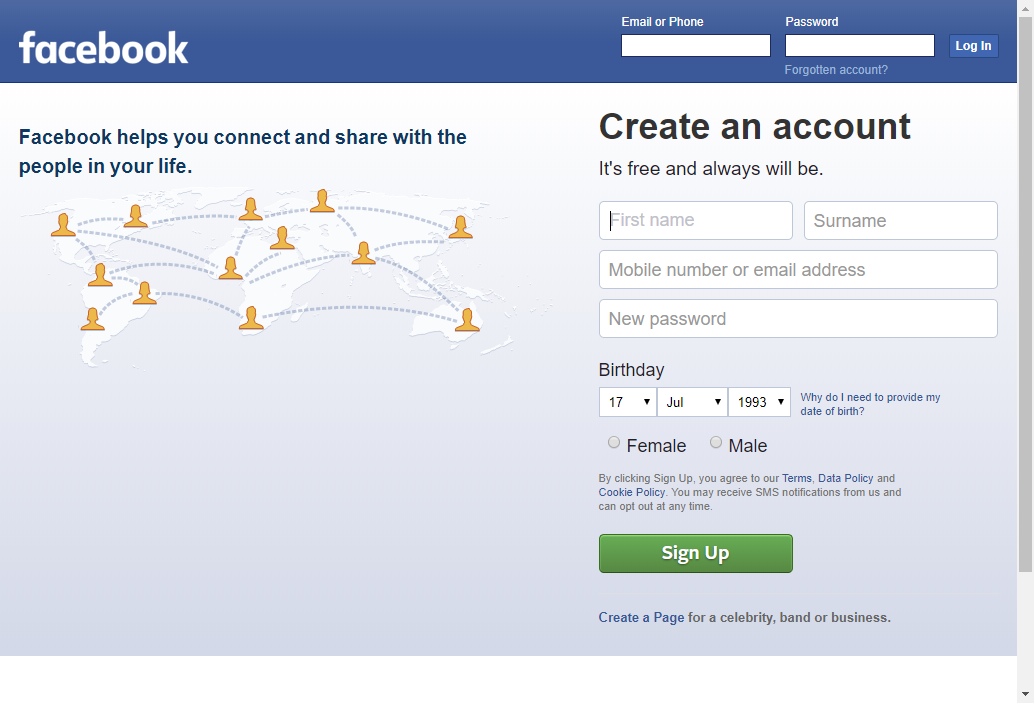 facebook
Email or Phone
Password
Log In
Forgotten account?
Facebook helps you connect and share with the
people in your life.
Create an account
It's free and always will be.
First name
Surname
Mobile number or email address
New password
Birthday
17 Jul 1993
Why do I need to provide my
date of birth?
Female Male
By clicking Sign Up, you agree to our Terms, Data Policy and
Cookie Policy. You may receive SMS notifications from us and
can opt out at any time.
Sign Up
Create a Page for a celebrity, band or business.